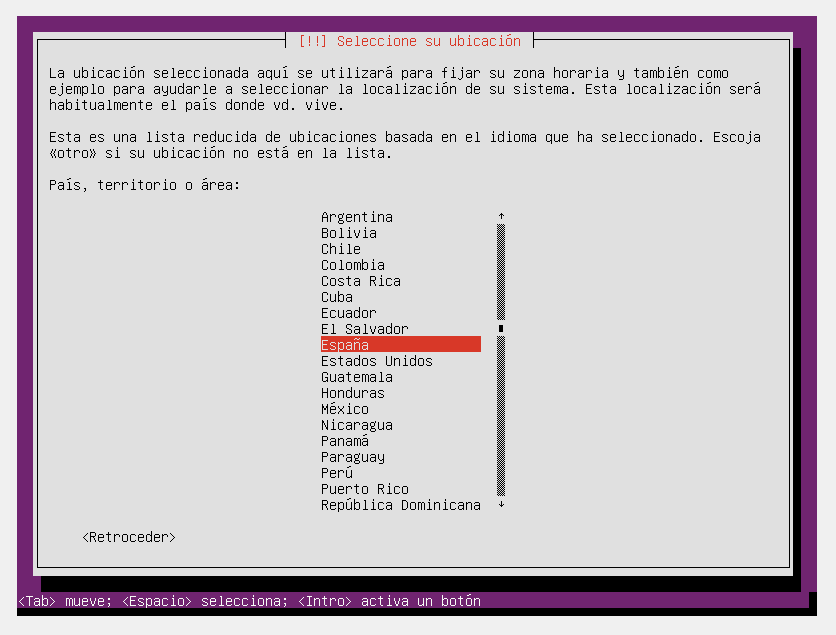 [!!] Seleccione su ubicación
La ubicación seleccionada aquí se utilizará para fijar su zona horaria y también como
ejemplo para ayudarle a seleccionar la localización de su sistema. Esta localización será
habitualmente el país donde vd. vive.
Esta es una lista reducida de ubicaciones basada en el idioma que ha seleccionado. Escoja
«otro» si su ubicación no está en la lista.
País, territorio o área:
Argentina
Bolivia
Chile
Colombia
Costa Rica
Cuba
Ecuador
El Salvador
España
Estados Unidos
Guatemala
Honduras
México
Nicaragua
Panamá
Paraguay
Perú
Puerto Rico
República Dominicana
<Retroceder>
<Tab> mueve; <Espacio> selecciona; <Intro> activa un botón